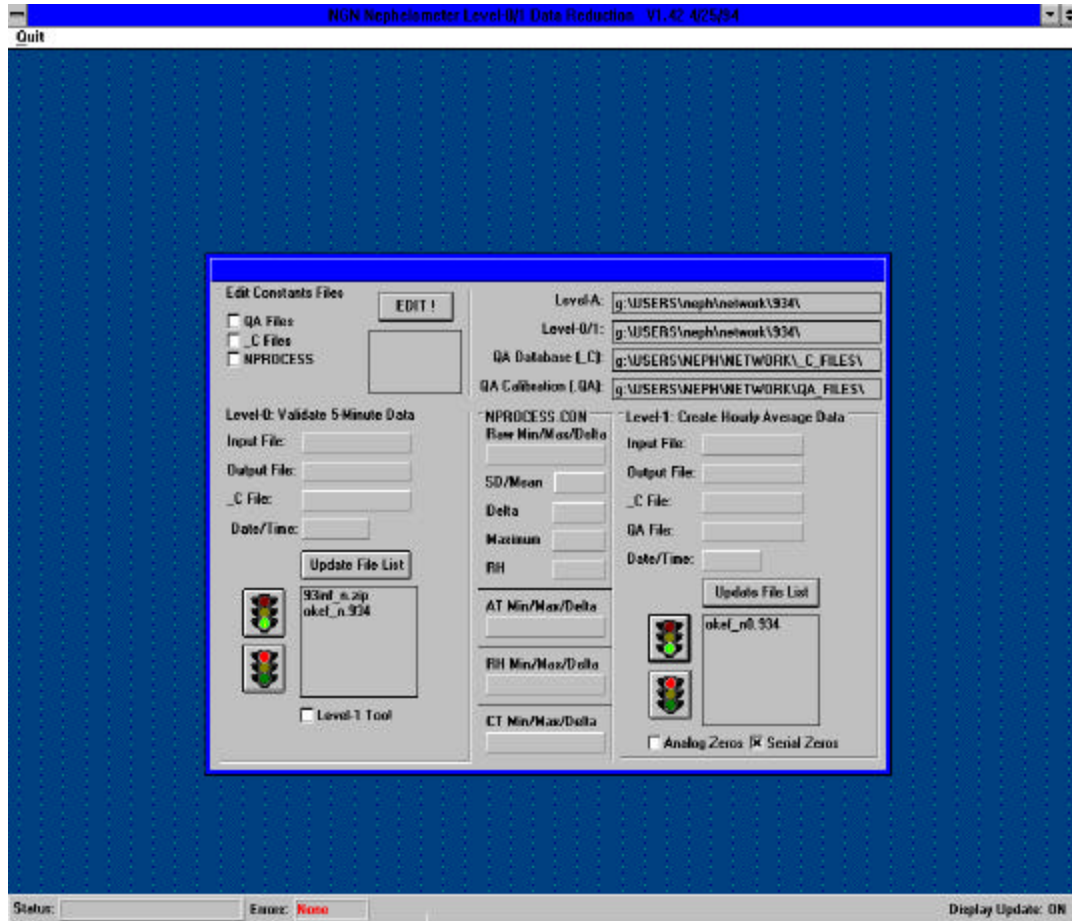 NGN Nephelometer Level-0/1 Data Reduction V1.42 4/25/94
Quit
Edit Constants Files
EDIT !
QA Files
_C Files
NPROCESS
Level-A: g:\USERS\neph\network\934\
Level-0/1: g:\USERS\neph\network\934\
QA Database (_C): g:\USERS\NEPH\NETWORK\_C_FILES\
QA Calibration (.QA): g:\USERS\NEPH\NETWORK\QA_FILES\
Level-0: Validate 5-Minute Data
Input File:
Output File:
_C File:
Date/Time:
Update File List
93inf_n.zip
okef_n.934
Level-1 Tool
NPROCESS.CON
Raw Min/Max/Delta
SD/Mean
Delta
Maximum
RH
AT Min/Max/Delta
RH Min/Max/Delta
CT Min/Max/Delta
Level-1: Create Hourly Average Data
Input File:
Output File:
_C File:
QA File:
Date/Time:
Update File List
okef_n0.934
Analog Zeros
Serial Zeros
Status:
Error: None
Display Update: ON